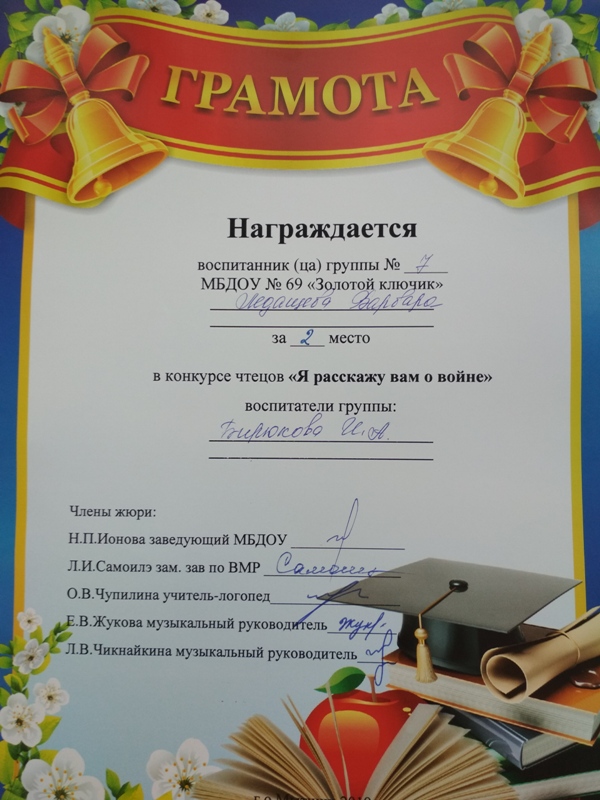 ГРАМОТА
Награждается
воспитанник (ца) группы № 7
МБДОУ № 69 «Золотой ключик»
Варвара
за 2 место
в конкурсе чтецов «Я расскажу вам о войне»
воспитатели группы:
Бирюкова И.А.
Члены жюри:
Н.П.Ионова заведующий МБДОУ
Л.И.Самоилэ зам. зав по ВМР
О.В.Чупилина учитель-логопед
Е.В.Жукова музыкальный руководитель
Л.В.Чикнайкина музыкальный руководитель